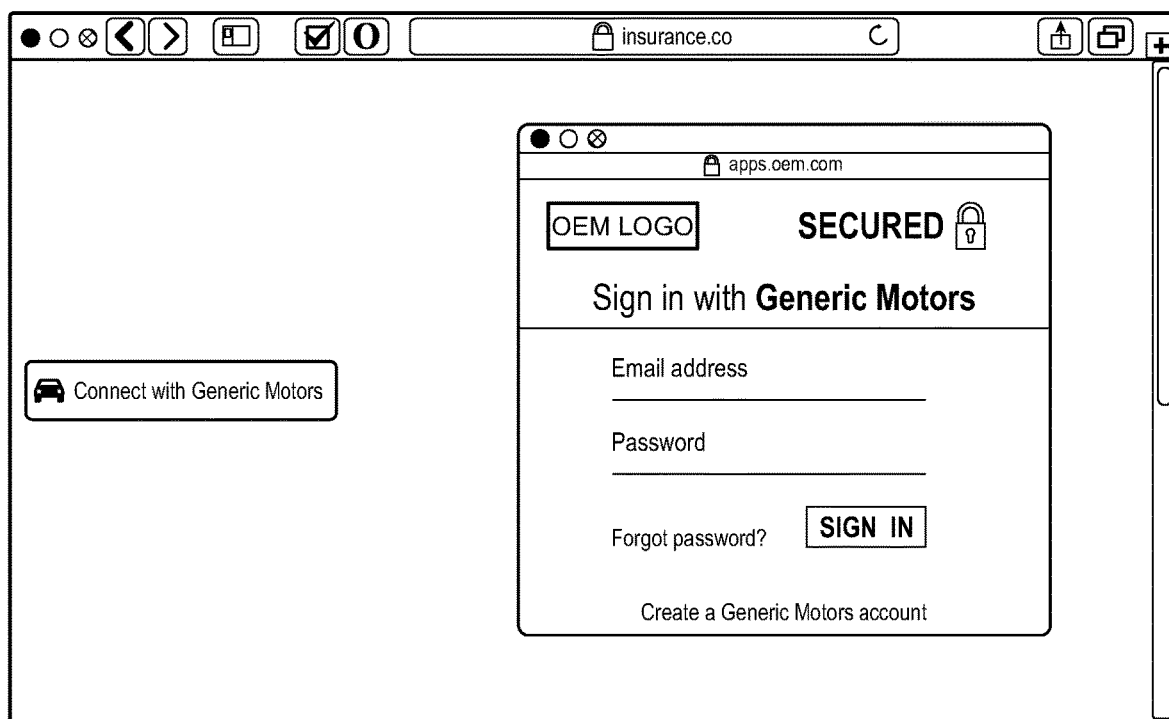 O
insurance.co
apps.oem.com
OEM LOGO
SECURED
Sign in with Generic Motors
Connect with Generic Motors
Email address
Password
Forgot password?
SIGN IN
Create a Generic Motors account